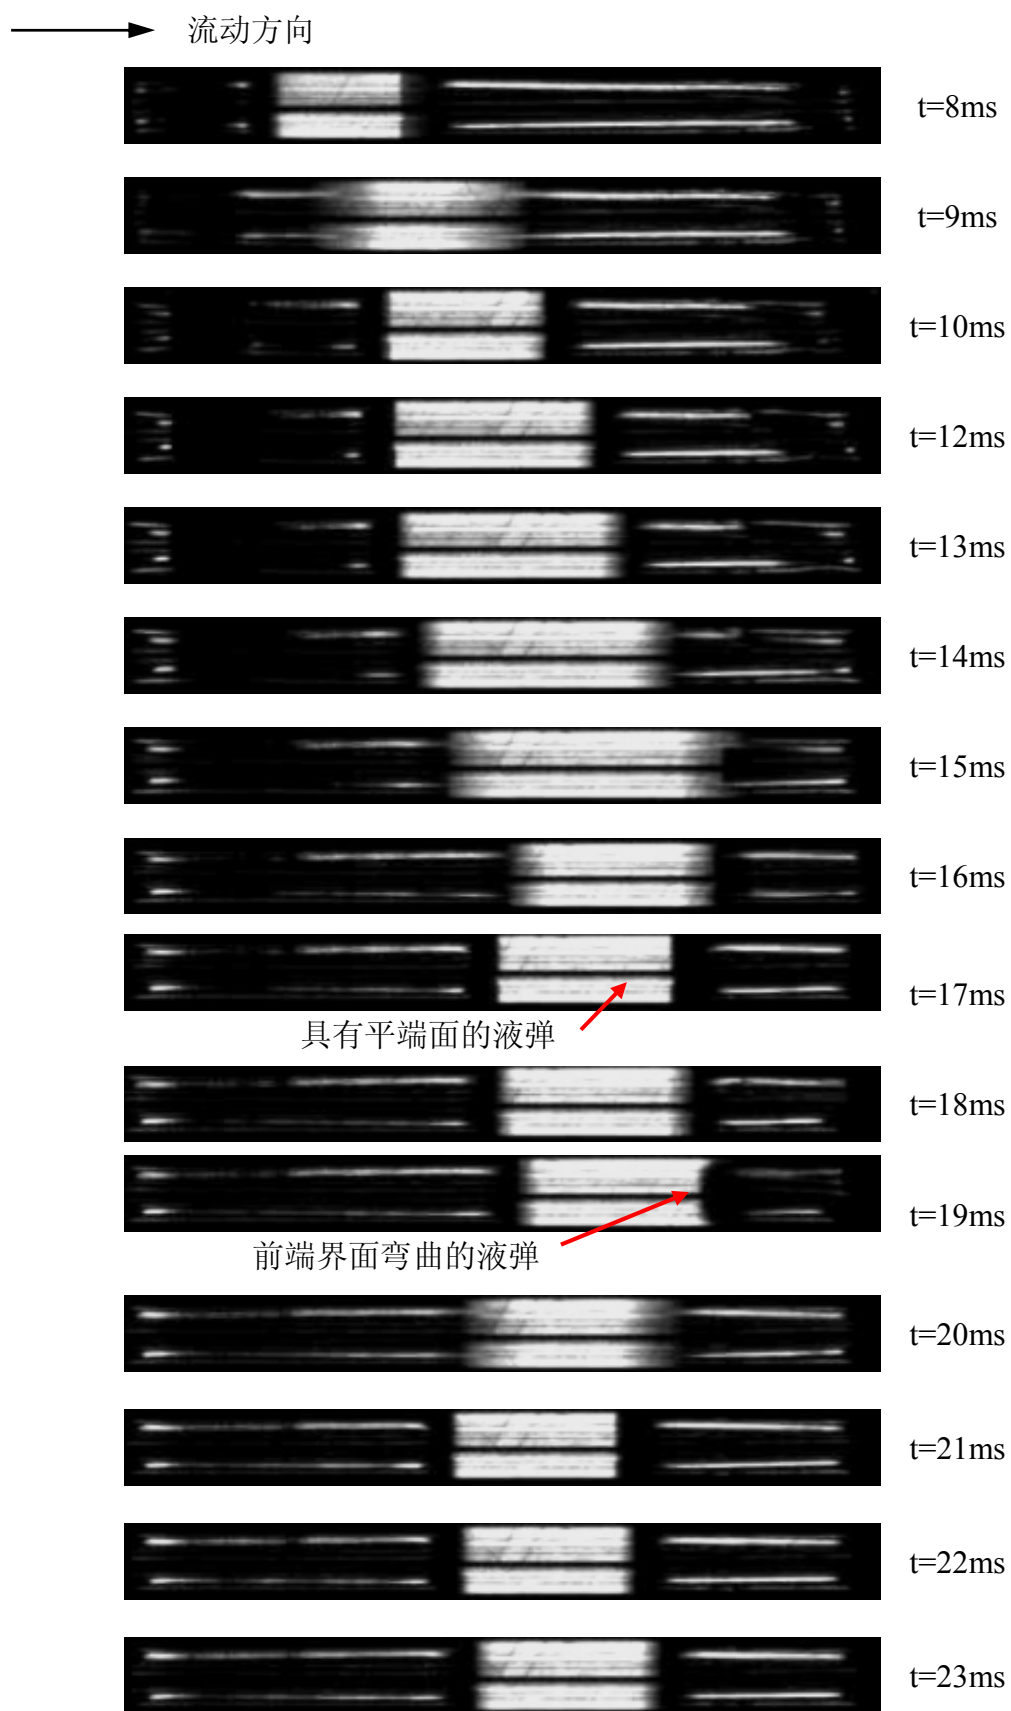 流动方向
t=8ms
t=9ms
t=10ms
t=12ms
t=13ms
t=14ms
t=15ms
t=16ms
t=17ms
具有平端面的液弹
t=18ms
t=19ms
前端界面弯曲的液弹
t=20ms
t=21ms
t=22ms
t=23ms